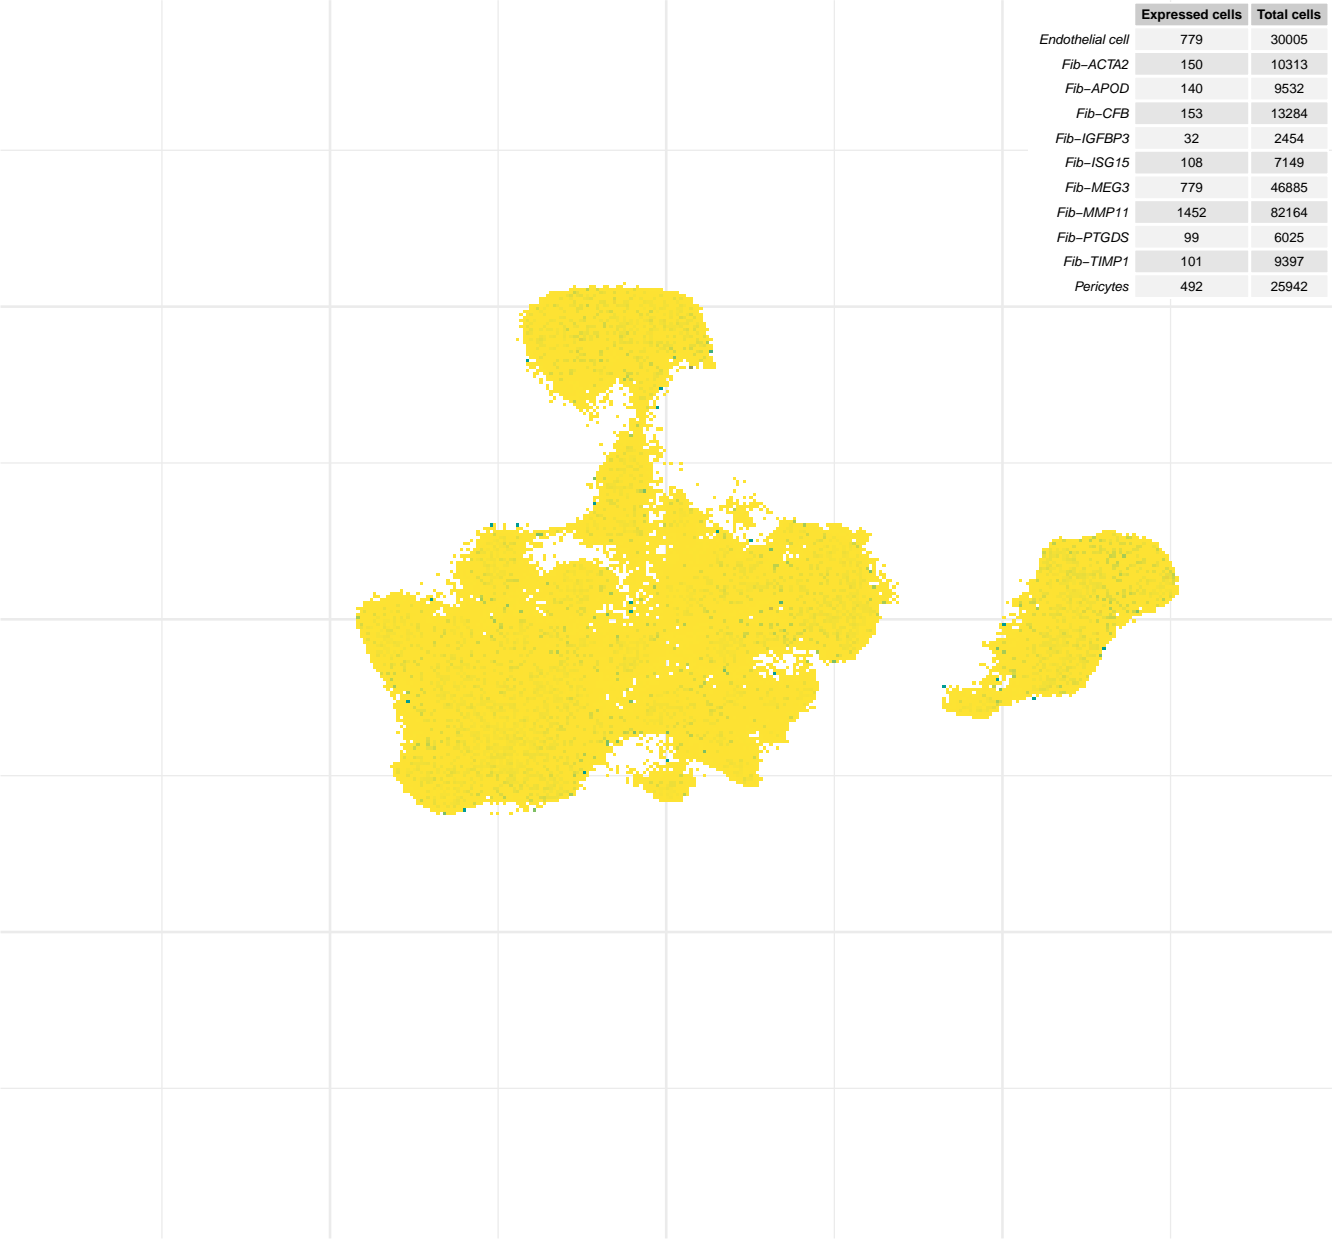 Expressed cells Total cells
Endothelial cell 779 30005
Fib−ACTA2 150 10313
Fib−APOD 140 9532
Fib−CFB 153 13284
Fib−IGFBP3 32 2454
Fib−ISG15 108 7149
Fib−MEG3 779 46885
Fib−MMP11 1452 82164
Fib−PTGDS 99 6025
Fib−TIMP1 101 9397
Pericytes 492 25942